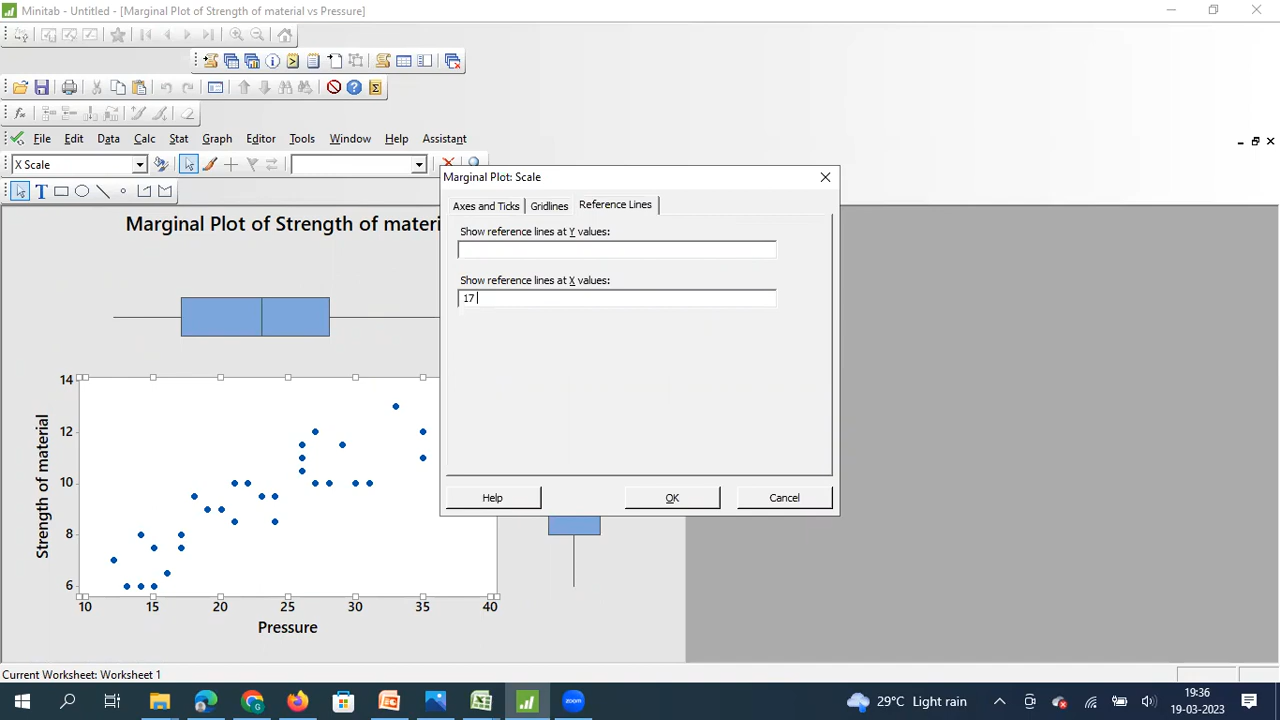 Minitab - Untitled - [Marginal Plot of Strength of material vs Pressure]
File Edit Data Calc Stat Graph Editor Tools Window Help Assistant
X Scale
Marginal Plot of Strength of materi
Marginal Plot: Scale
Axes and Ticks Gridlines Reference Lines
Show reference lines at Y values:
Show reference lines at X values:
17
Help OK Cancel
14
12
10
8
6
Strength of material
10 15 20 25 30 35 40
Pressure
Current Worksheet: Worksheet 1
zoom
29°C Light rain
19:36
19-03-2023